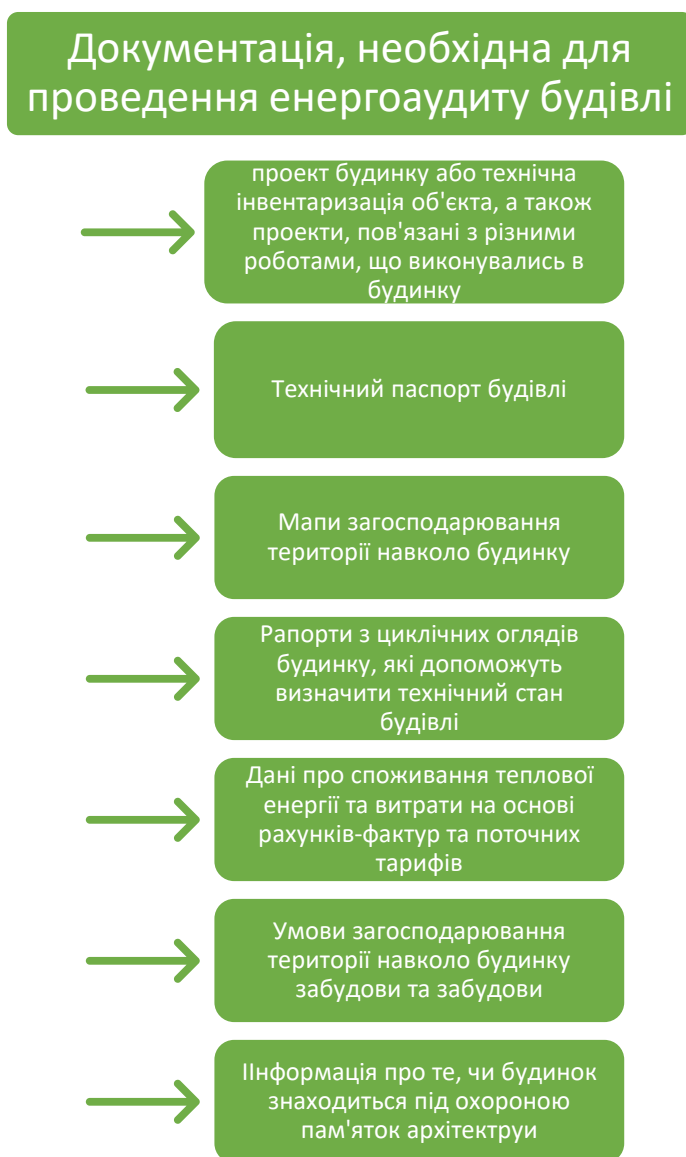 Документація, необхідна для
проведення енергоаудиту будівлі
проект будинку або технічна
інвентаризація об'єкта, а також
проекти, пов'язані з різними
роботами, що виконувались в
будинку
Технічний паспорт будівлі
Мапи загосподарювання
території навколо будинку
Рапорти з циклічних оглядів
будинку, які допоможуть
визначити технічний стан
будівлі
Дані про споживання теплової
енергії та витрати на основі
рахунків-фактур та поточних
тарифів
Умови загосподарювання
території навколо будинку
забудови та забудови
ІІнформація про те, чи будинок
знаходиться під охороною
пам'яток архітектруи